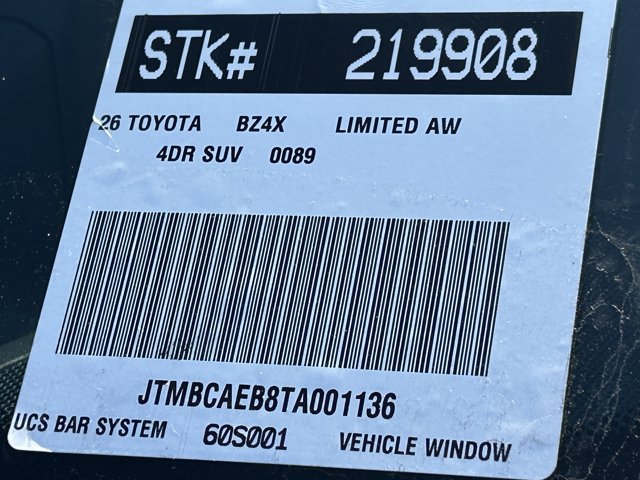 STK# 219908
26 TOYOTA BZ4X LIMITED AW
4DR SUV 0089
JTMBCAEB8TA001136
UCS BAR SYSTEM 60S001 VEHICLE WINDOW